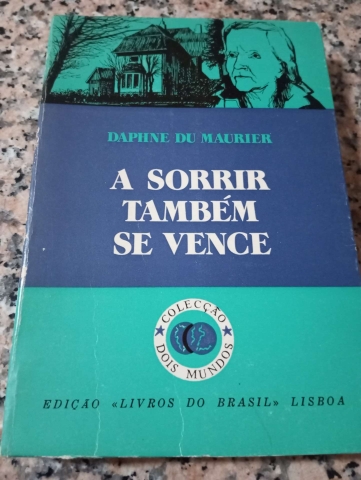 DAPHNE DU MAURIER
A SORRIR
TAMBÉM
SE VENCE
COLECÇÃO
DOIS MUNDOS
EDIÇÃO «LIVROS DO BRASIL» LISBOA